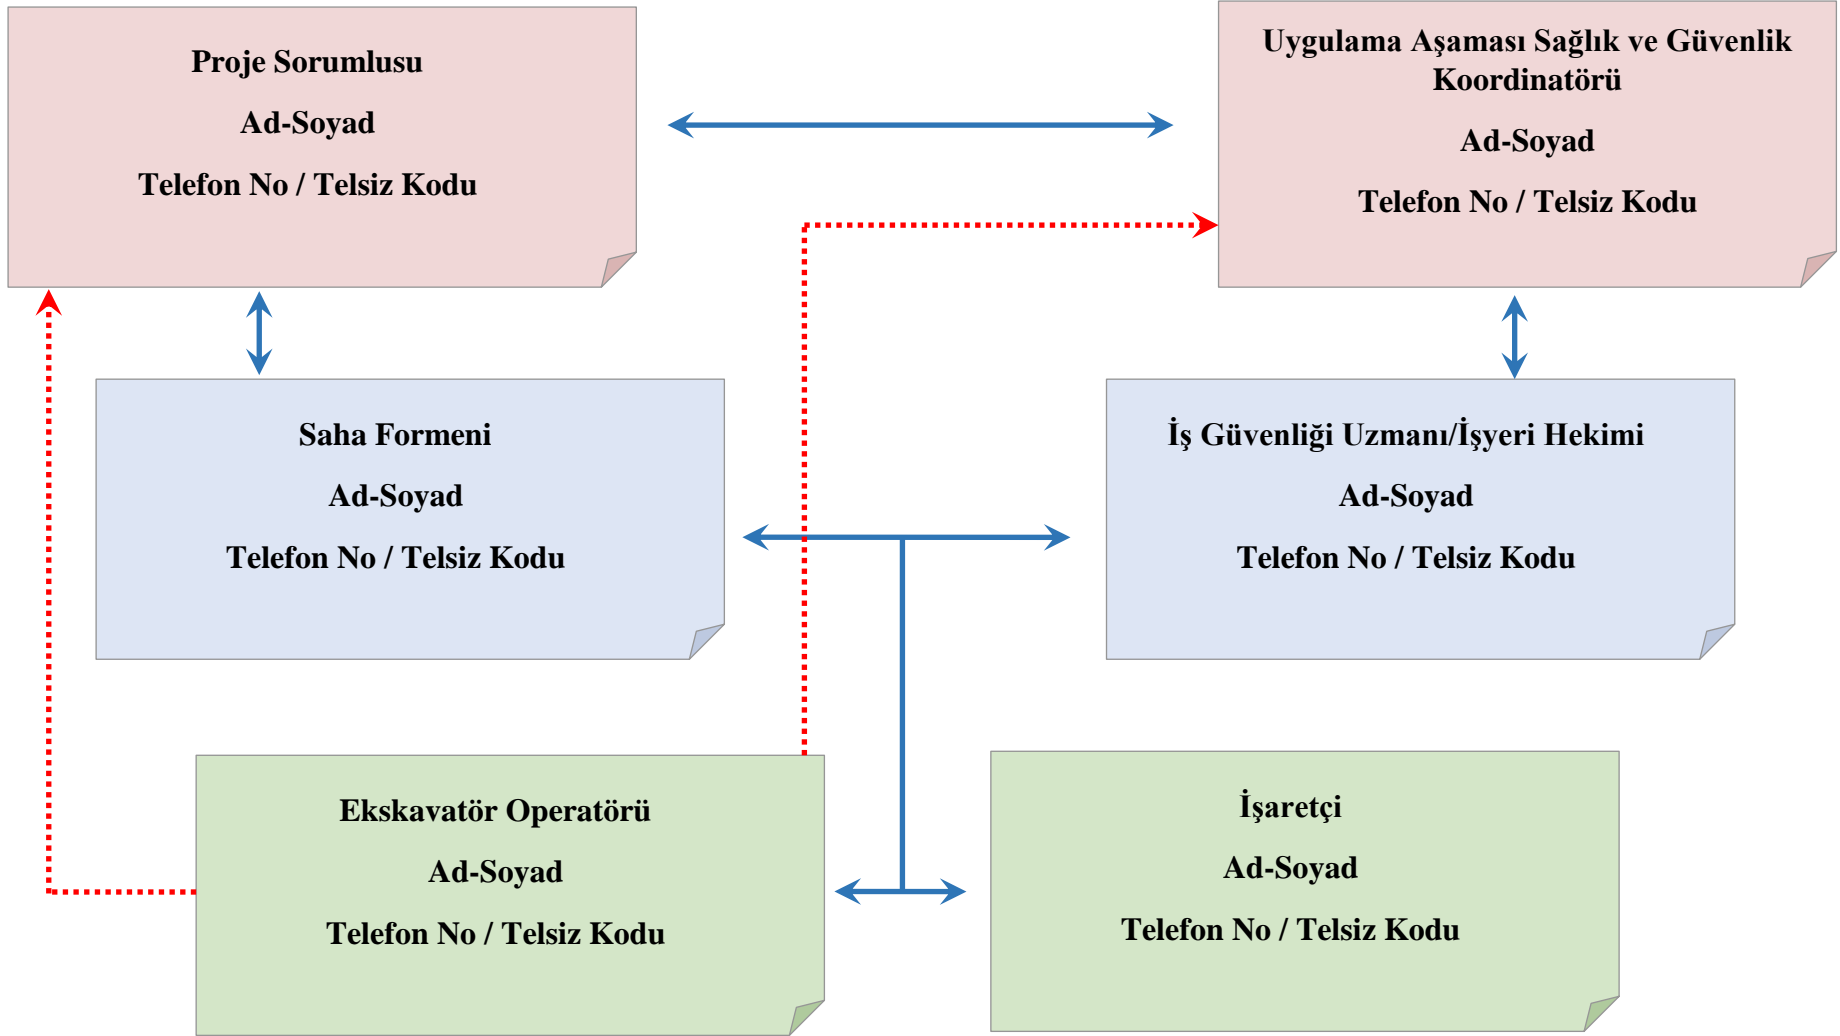 Proje Sorumlusu
Ad-Soyad
Telefon No / Telsiz Kodu
Uygulama Aşaması Sağlık ve Güvenlik
Koordinatörü
Ad-Soyad
Telefon No / Telsiz Kodu
Saha Formeni
Ad-Soyad
Telefon No / Telsiz Kodu
İş Güvenliği Uzmanı/İşyeri Hekimi
Ad-Soyad
Telefon No / Telsiz Kodu
Ekskavatör Operatörü
Ad-Soyad
Telefon No / Telsiz Kodu
İşaretçi
Ad-Soyad
Telefon No / Telsiz Kodu